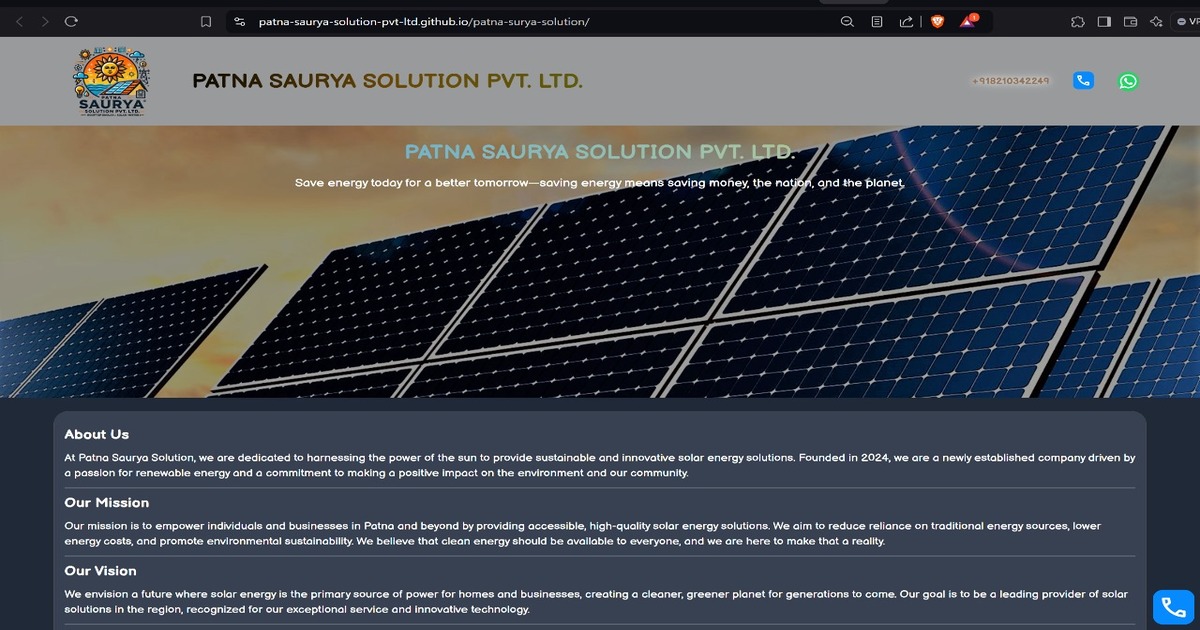 patna-saurya-solution-pvt-ltd.github.io/patna-surya-solution/
1
VP
PATNA
SAURYA
SOLUTION PVT. LTD.
PATNA SAURYA SOLUTION PVT. LTD.
+918210342249
PATNA SAURYA SOLUTION PVT. LTD.
Save energy today for a better tomorrow—saving energy means saving money, the nation, and the planet.
About Us
At Patna Saurya Solution, we are dedicated to harnessing the power of the sun to provide sustainable and innovative solar energy solutions. Founded in 2024, we are a newly established company driven by
a passion for renewable energy and a commitment to making a positive impact on the environment and our community.
Our Mission
Our mission is to empower individuals and businesses in Patna and beyond by providing accessible, high-quality solar energy solutions. We aim to reduce reliance on traditional energy sources, lower
energy costs, and promote environmental sustainability. We believe that clean energy should be available to everyone, and we are here to make that a reality.
Our Vision
We envision a future where solar energy is the primary source of power for homes and businesses, creating a cleaner, greener planet for generations to come. Our goal is to be a leading provider of solar
solutions in the region, recognized for our exceptional service and innovative technology.